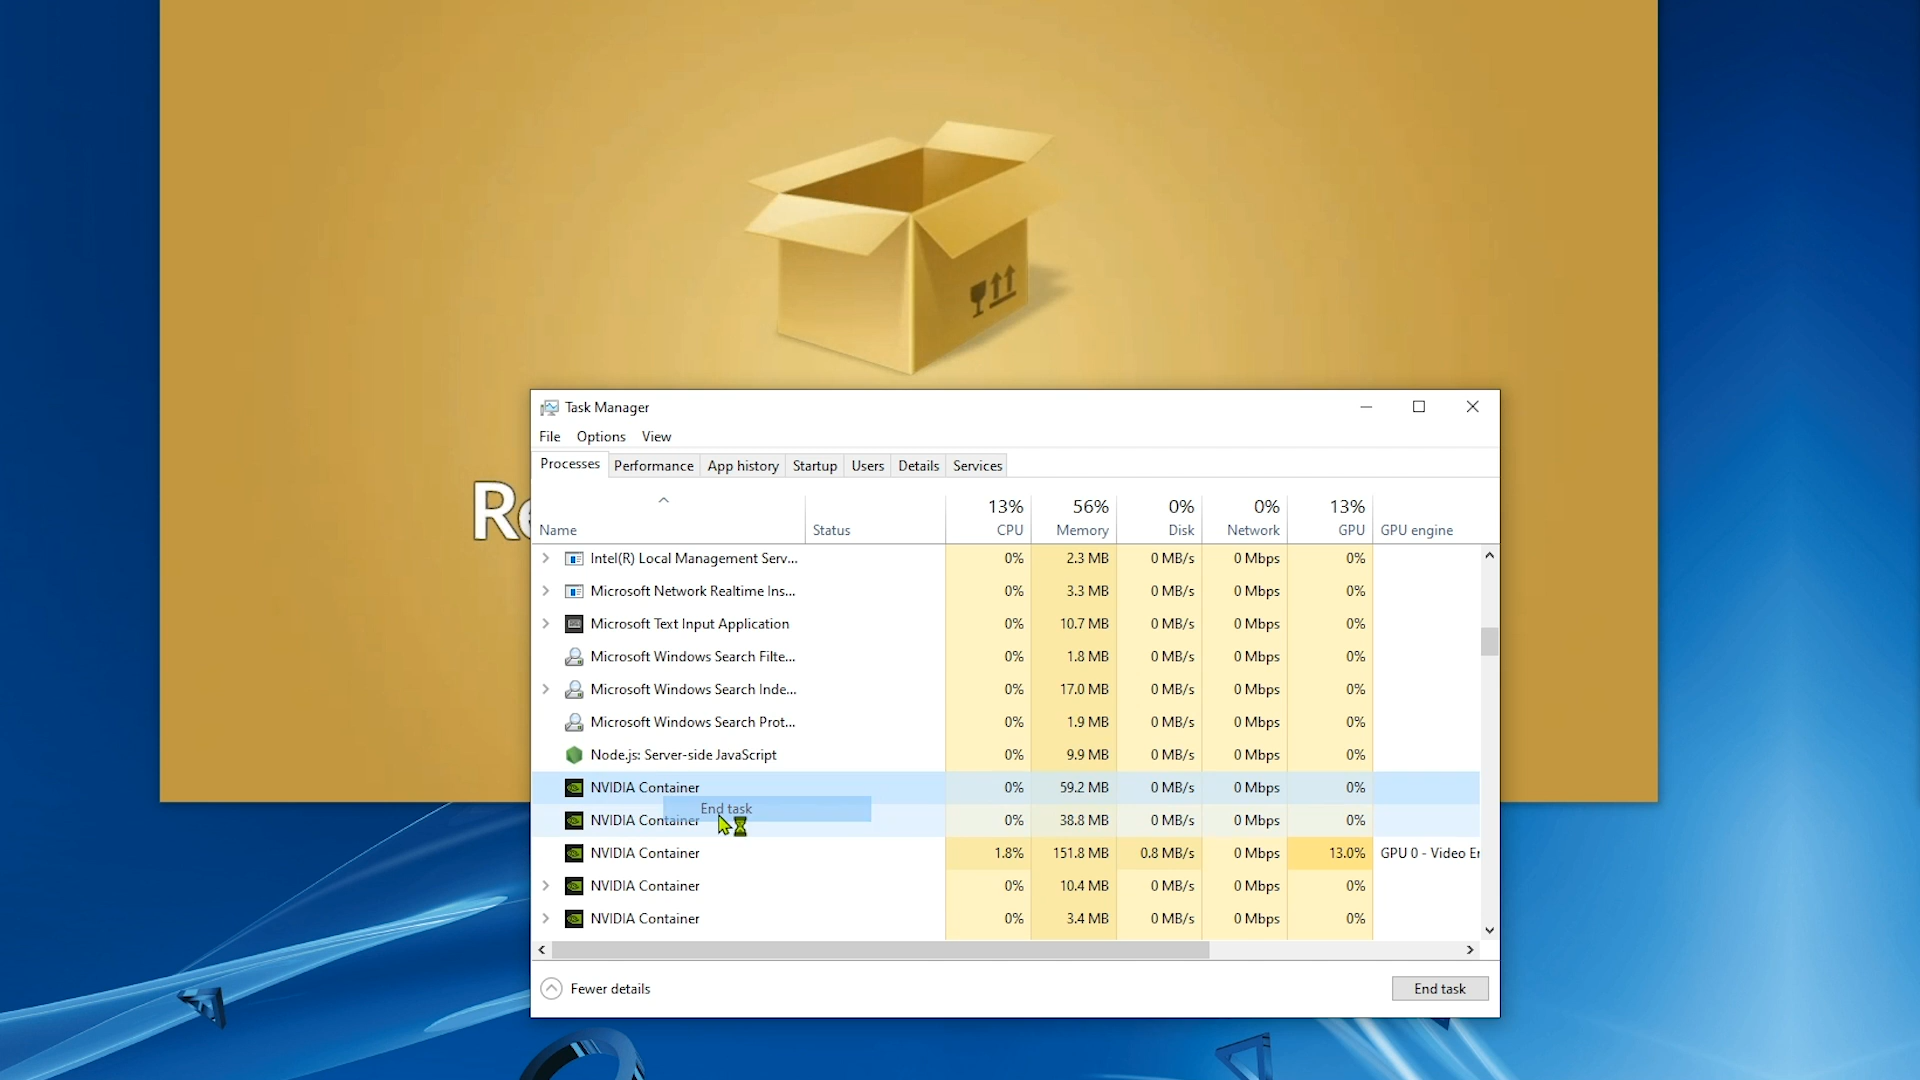 Task Manager
File Options View
Processes Performance App history Startup Users Details Services
13% 56% 0% 0% 13%
Name Status CPU Memory Disk Network GPU GPU engine
Intel(R) Local Management Serv... 0% 2.3 MB 0 MB/s 0 Mbps 0%
Microsoft Network Realtime Ins... 0% 3.3 MB 0 MB/s 0 Mbps 0%
Microsoft Text Input Application 0% 10.7 MB 0 MB/s 0 Mbps 0%
Microsoft Windows Search Filte... 0% 1.8 MB 0 MB/s 0 Mbps 0%
Microsoft Windows Search Inde... 0% 17.0 MB 0 MB/s 0 Mbps 0%
Microsoft Windows Search Prot... 0% 1.9 MB 0 MB/s 0 Mbps 0%
Node.js: Server-side JavaScript 0% 9.9 MB 0 MB/s 0 Mbps 0%
NVIDIA Container 0% 59.2 MB 0 MB/s 0 Mbps 0%
End task
NVIDIA Container 0% 38.8 MB 0 MB/s 0 Mbps 0%
NVIDIA Container 1.8% 151.8 MB 0.8 MB/s 0 Mbps 13.0% GPU 0 - Video
NVIDIA Container 0% 10.4 MB 0 MB/s 0 Mbps 0%
NVIDIA Container 0% 3.4 MB 0 MB/s 0 Mbps 0%
Fewer details End task